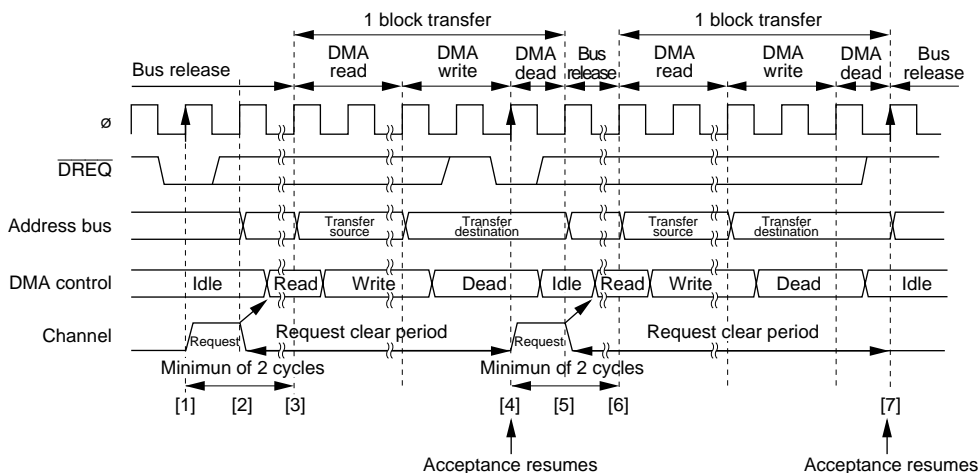 1 block transfer 1 block transfer
Bus release DMA read DMA write DMA dead Bus release DMA read DMA write DMA dead Bus release
ø
DREQ
Address bus Transfer source Transfer destination Transfer source Transfer destination
DMA control Idle Read Write Dead Idle Read Write Dead Idle
Channel Request Request clear period Request Request clear period
Minimun of 2 cycles Minimun of 2 cycles
[1] [2] [3] [4] [5] [6] [7]
Acceptance resumes Acceptance resumes